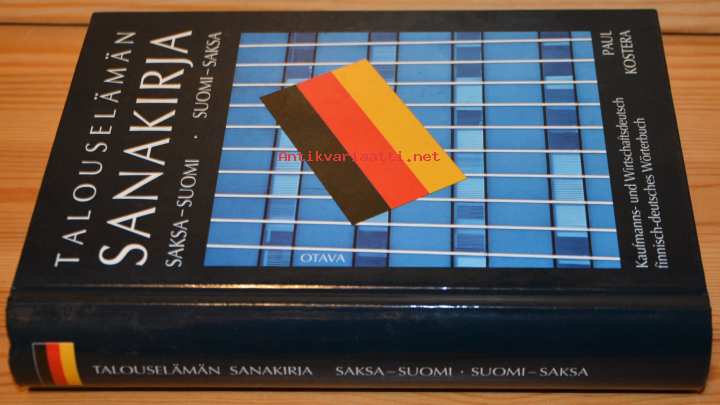 TALOUSELÄMÄN
SANAKIRJA
SAKSA–SUOMI · SUOMI–SAKSA
PAUL
KOSTERA
Antikvariaatti.net
OTAVA
Kaufmanns- und Wirtschaftsdeutsch
finnisch-deutsches Wörterbuch
TALOUSELÄMÄN SANAKIRJA SAKSA–SUOMI · SUOMI–SAKSA